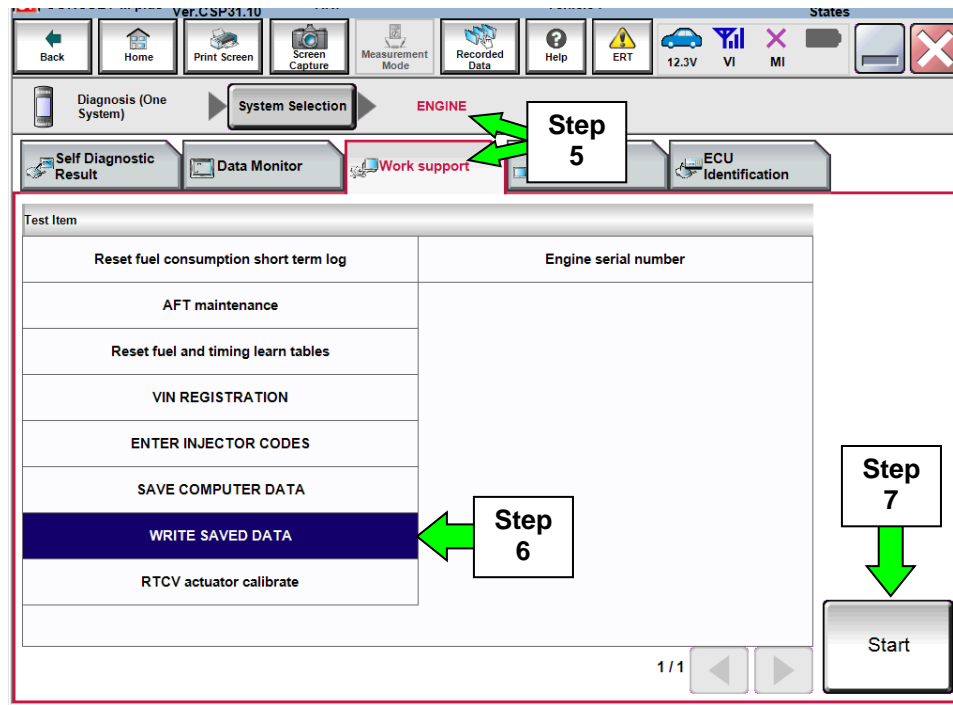 Ver.CSP31.10
States
Back
Home
Print Screen
Screen
Capture
Measurement
Mode
Recorded
Data
Help
ERT
12.3V
VI
MI
Diagnosis (One
System)
System Selection
ENGINE
Step
5
Self Diagnostic
Result
Data Monitor
Work support
ECU
Identification
Test Item
Reset fuel consumption short term log
Engine serial number
AFT maintenance
Reset fuel and timing learn tables
VIN REGISTRATION
ENTER INJECTOR CODES
SAVE COMPUTER DATA
WRITE SAVED DATA
RTCV actuator calibrate
Step
6
Step
7
1/1
Start